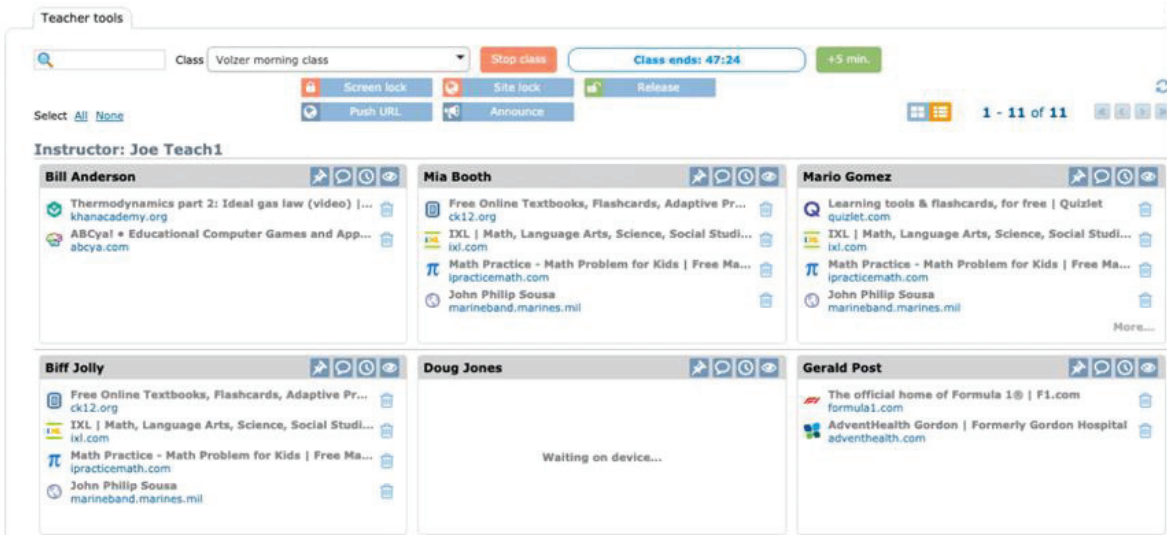 Teacher tools
Class Volzer morning class Stop class Class ends: 47:24 +5 min.
Screen lock Site lock Release
Select All None Push URL Announce 1 - 11 of 11
Instructor: Joe Teach1
Bill Anderson
Thermodynamics part 2: Ideal gas law (video) |...
khanacademy.org
ABCya! • Educational Computer Games and App...
abcya.com
Mia Booth
Free Online Textbooks, Flashcards, Adaptive Pr...
ck12.org
IXL | Math, Language Arts, Science, Social Studi...
ixl.com
Math Practice - Math Problem for Kids | Free Ma...
ipracticemath.com
John Philip Sousa
marineband.marines.mil
Mario Gomez
Learning tools & flashcards, for free | Quizlet
quizlet.com
IXL | Math, Language Arts, Science, Social Studi...
ixl.com
Math Practice - Math Problem for Kids | Free Ma...
ipracticemath.com
John Philip Sousa
marineband.marines.mil
More...
Biff Jolly
Free Online Textbooks, Flashcards, Adaptive Pr...
ck12.org
IXL | Math, Language Arts, Science, Social Studi...
ixl.com
Math Practice - Math Problem for Kids | Free Ma...
ipracticemath.com
John Philip Sousa
marineband.marines.mil
Doug Jones
Waiting on device...
Gerald Post
The official home of Formula 1® | F1.com
formula1.com
AdventHealth Gordon | Formerly Gordon Hospital
adventhealth.com